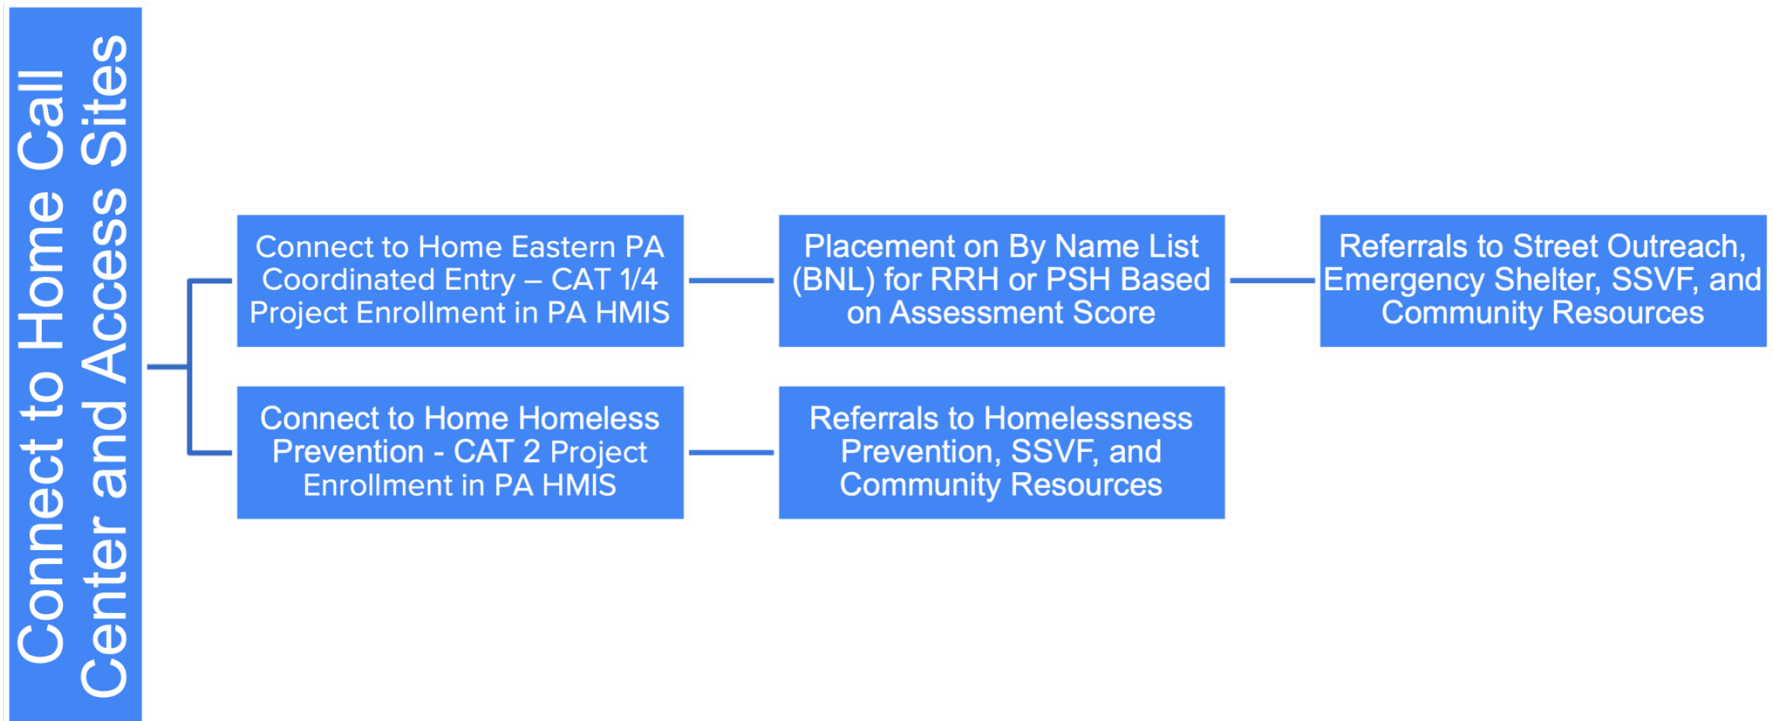 Connect to Home Call
Center and Access Sites
Connect to Home Eastern PA
Coordinated Entry – CAT 1/4
Project Enrollment in PA HMIS
Placement on By Name List
(BNL) for RRH or PSH Based
on Assessment Score
Referrals to Street Outreach,
Emergency Shelter, SSVF, and
Community Resources
Connect to Home Homeless
Prevention - CAT 2 Project
Enrollment in PA HMIS
Referrals to Homelessness
Prevention, SSVF, and
Community Resources